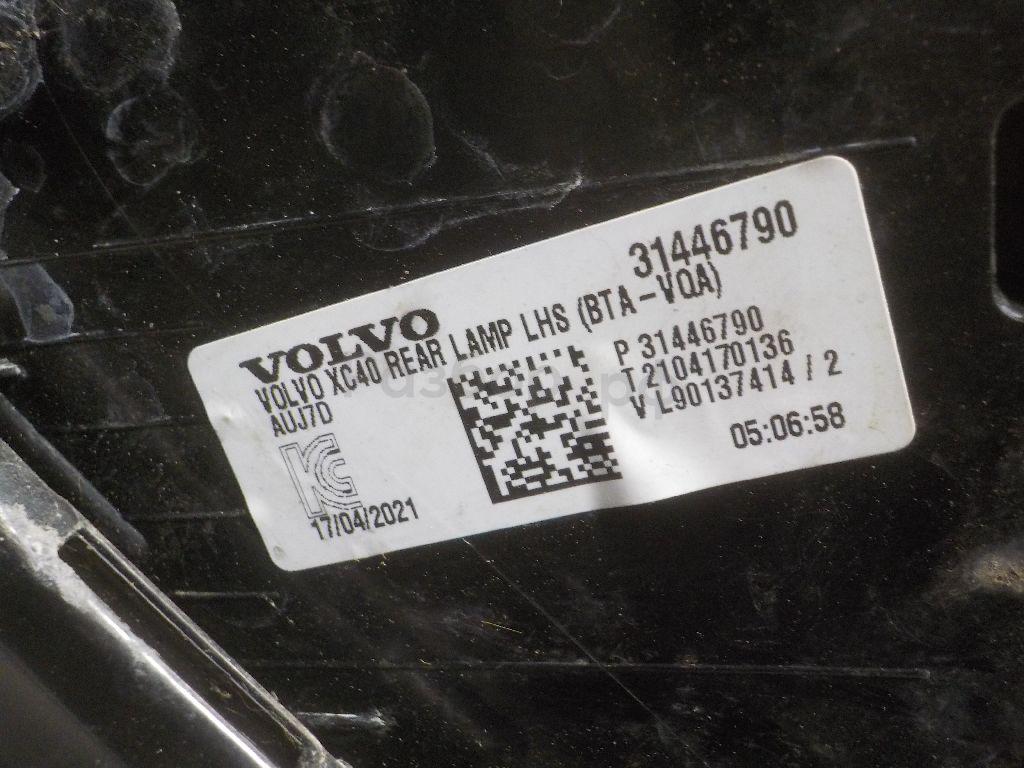 31446790
VOLVO
VOLVO XC40 REAR LAMP LHS (BTA-VQA)
AUJ7D
P 31446790
T 2104170136
V L90137414 / 2
KC
17/04/2021
05:06:58